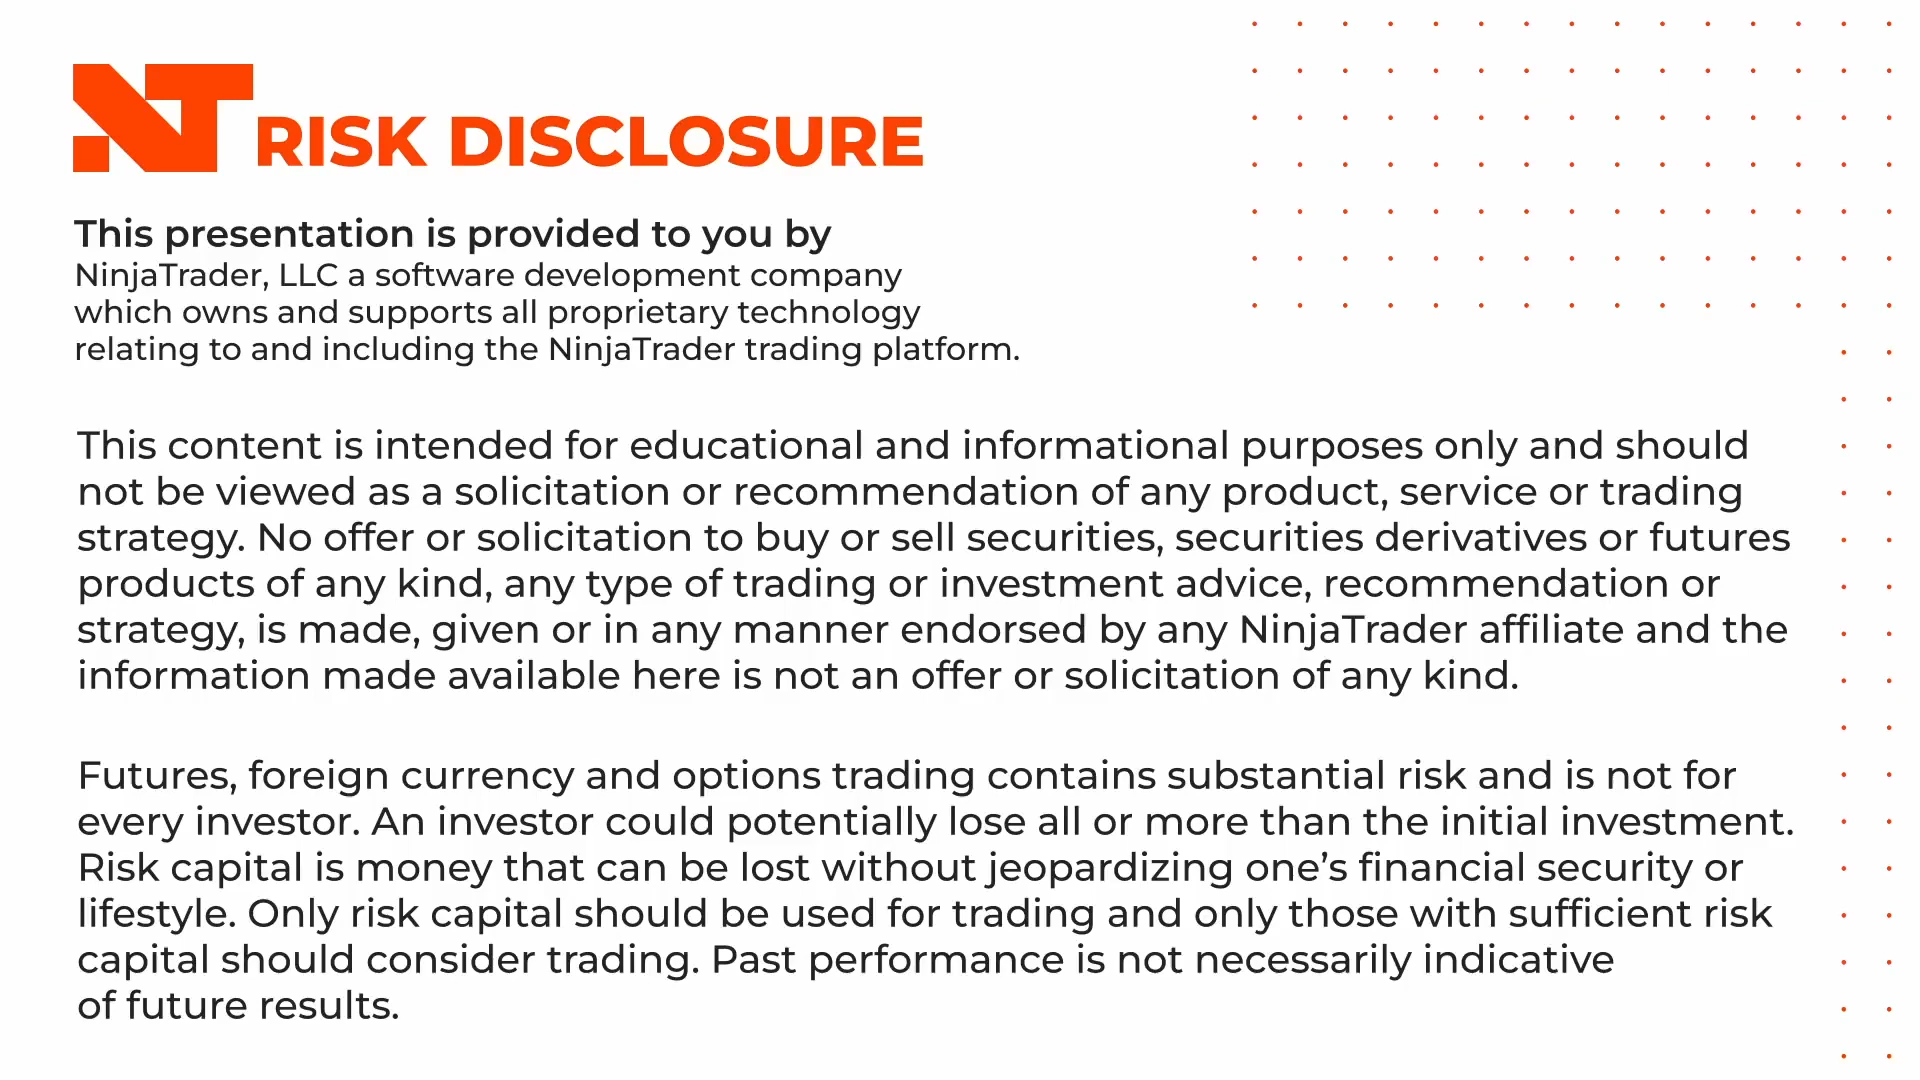 NT RISK DISCLOSURE
This presentation is provided to you by
NinjaTrader, LLC a software development company
which owns and supports all proprietary technology
relating to and including the NinjaTrader trading platform.
This content is intended for educational and informational purposes only and should
not be viewed as a solicitation or recommendation of any product, service or trading
strategy. No offer or solicitation to buy or sell securities, securities derivatives or futures
products of any kind, any type of trading or investment advice, recommendation or
strategy, is made, given or in any manner endorsed by any NinjaTrader affiliate and the
information made available here is not an offer or solicitation of any kind.
Futures, foreign currency and options trading contains substantial risk and is not for
every investor. An investor could potentially lose all or more than the initial investment.
Risk capital is money that can be lost without jeopardizing one’s financial security or
lifestyle. Only risk capital should be used for trading and only those with sufficient risk
capital should consider trading. Past performance is not necessarily indicative
of future results.